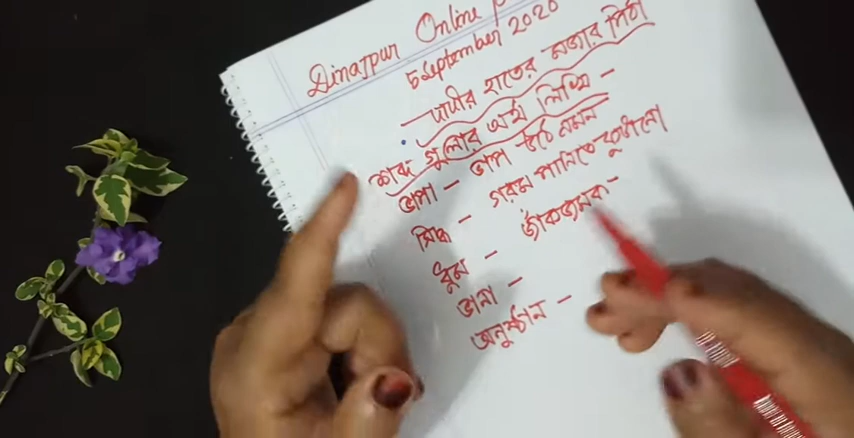 Dinajpur Online
5 September 2020
দাদীর হাতের মজার পিঠা
শব্দ গুলোর অর্থ লিখি -
ভাপা - ভাপ উঠে এমন
সিদ্ধ - গরম পানিতে ফুটানো
ধুম - জাঁকজমক -
ভানা -
অনুষ্ঠান -